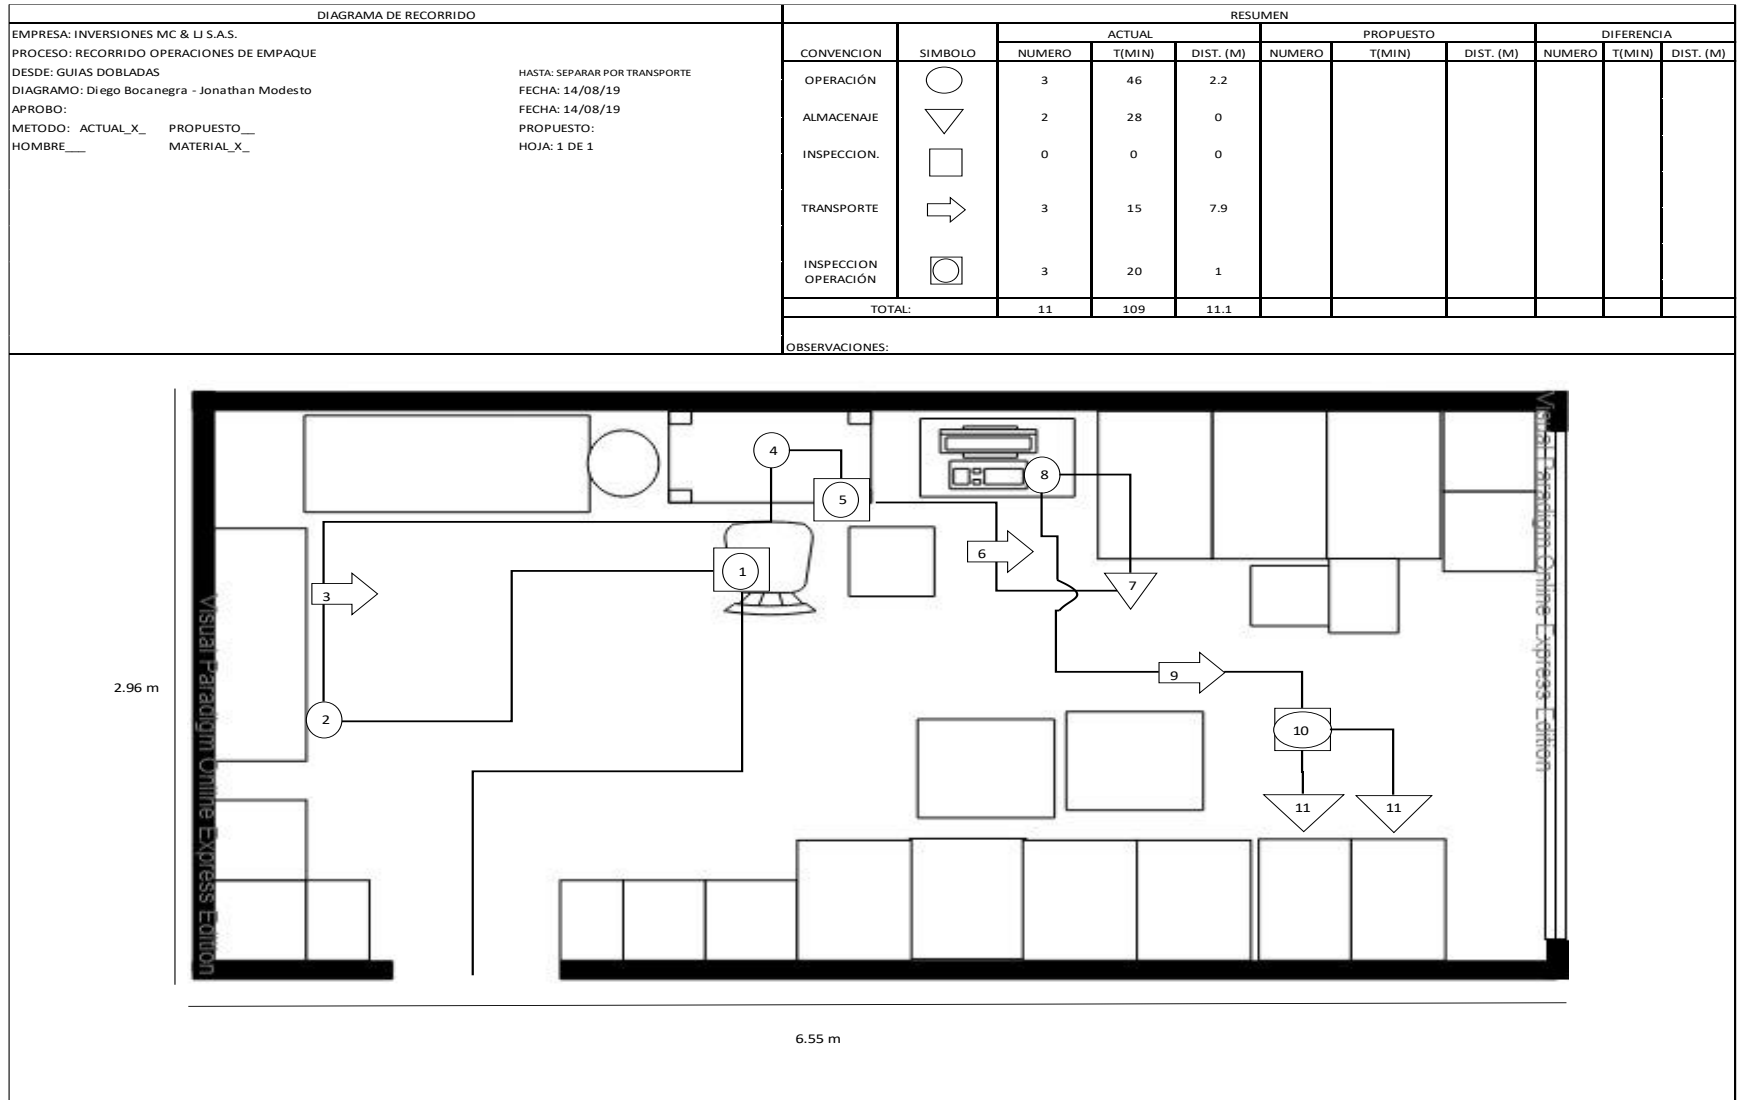 DIAGRAMA DE RECORRIDO
EMPRESA: INVERSIONES MC & LJ S.A.S.
PROCESO: RECORRIDO OPERACIONES DE EMPAQUE
DESDE: GUIAS DOBLADAS HASTA: SEPARAR POR TRANSPORTE
DIAGRAMO: Diego Bocanegra - Jonathan Modesto FECHA: 14/08/19
APROBO: FECHA: 14/08/19
METODO: ACTUAL_X_ PROPUESTO__ PROPUESTO:
HOMBRE___ MATERIAL_X_ HOJA: 1 DE 1
RESUMEN
ACTUAL PROPUESTO DIFERENCIA
CONVENCION SIMBOLO NUMERO T(MIN) DIST. (M) NUMERO T(MIN) DIST. (M) NUMERO T(MIN) DIST. (M)
OPERACIÓN 3 46 2.2
ALMACENAJE 2 28 0
INSPECCION. 0 0 0
TRANSPORTE 3 15 7.9
INSPECCION
OPERACIÓN 3 20 1
TOTAL: 11 109 11.1
OBSERVACIONES:
4
8
5
6
1
7
3
9
2
10
11 11
2.96 m
6.55 m
Visual Paradigm Online Express Edition
Visual Paradigm Online Express Edition